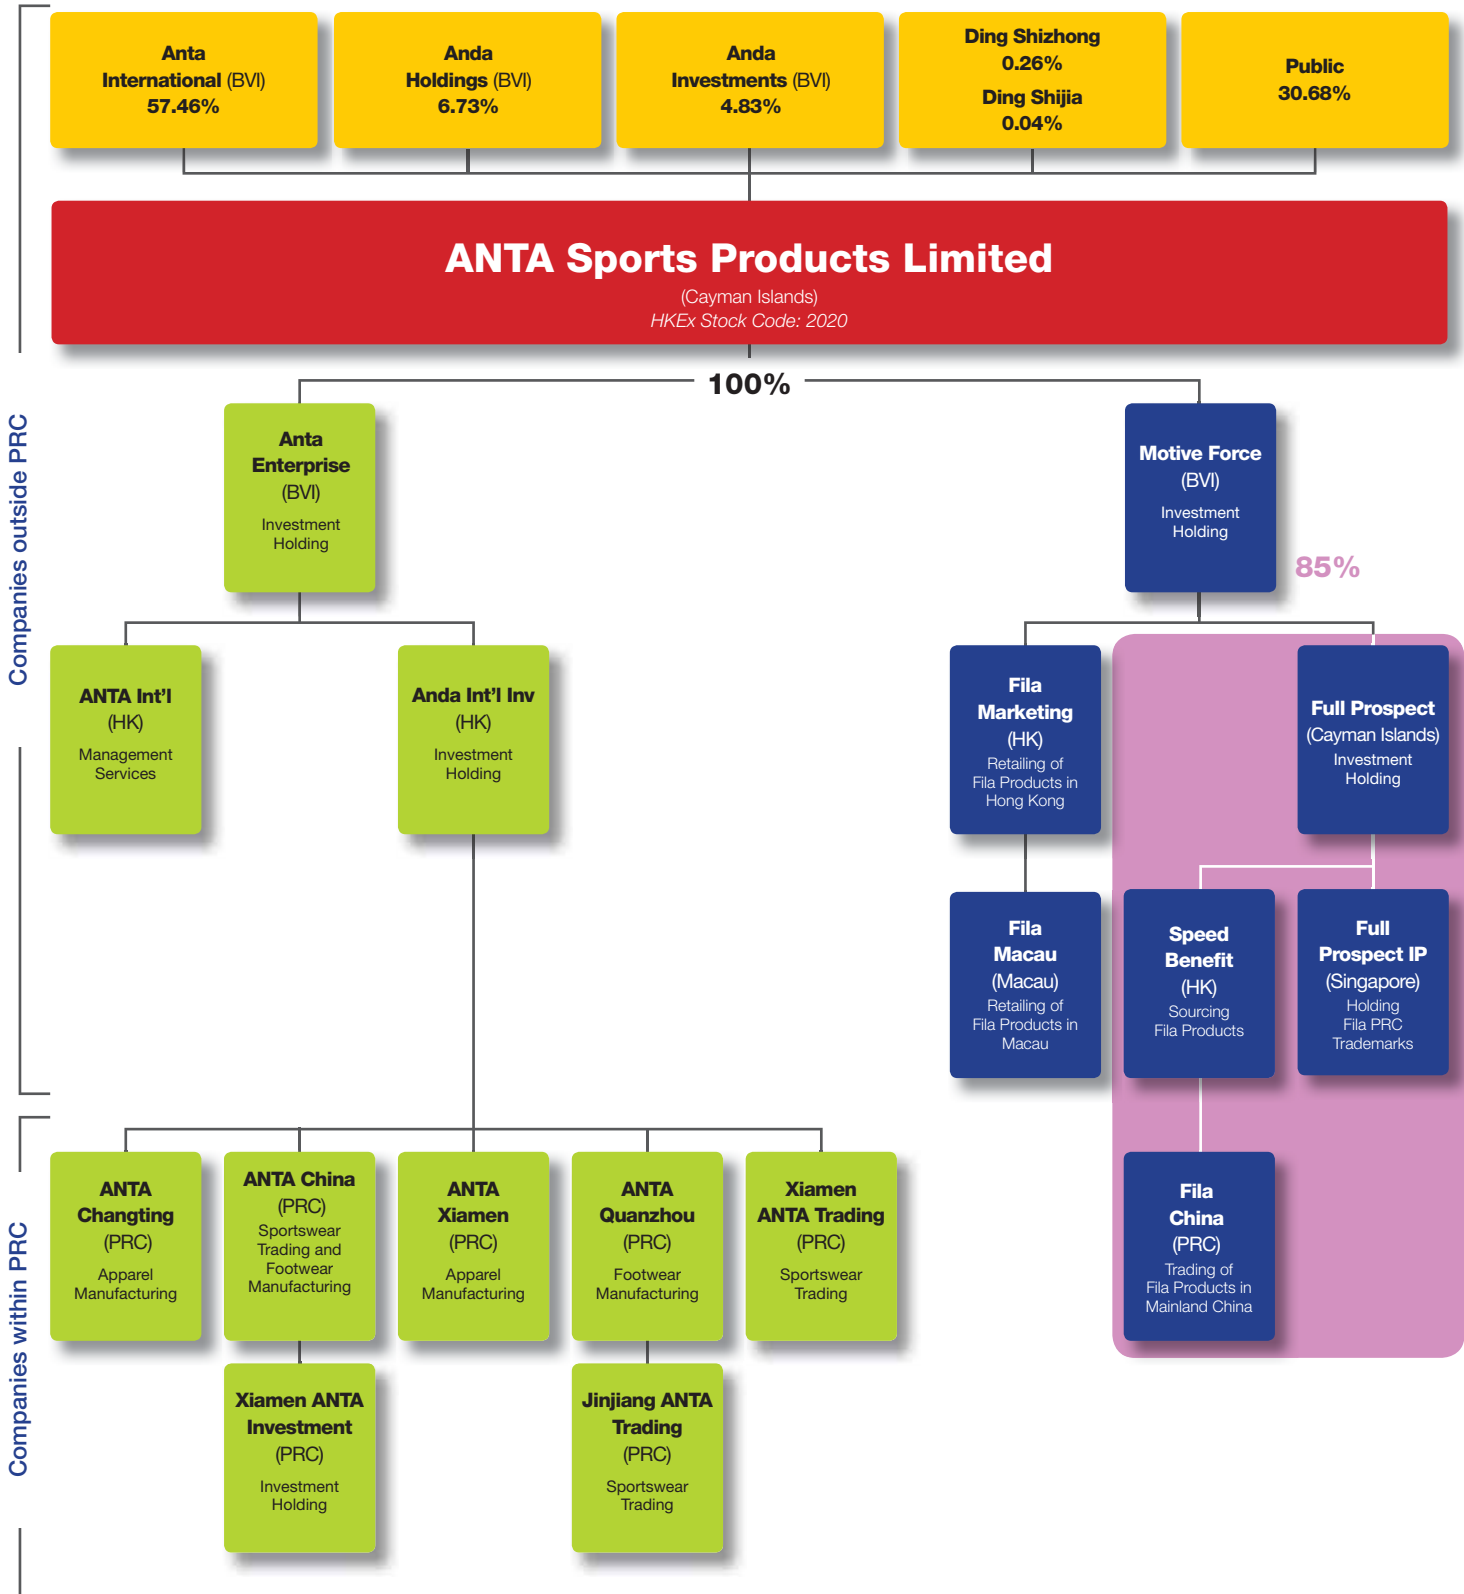 Anta
International (BVI)
57.46%
Anda
Holdings (BVI)
6.73%
Anda
Investments (BVI)
4.83%
Ding Shizhong
0.26%
Ding Shijia
0.04%
Public
30.68%
ANTA Sports Products Limited
(Cayman Islands)
HKEx Stock Code: 2020
100%
Companies outside PRC
Anta
Enterprise
(BVI)
Investment
Holding
Motive Force
(BVI)
Investment
Holding
85%
ANTA Int'l
(HK)
Management
Services
Anda Int'l Inv
(HK)
Investment
Holding
Fila
Marketing
(HK)
Retailing of
Fila Products in
Hong Kong
Full Prospect
(Cayman Islands)
Investment
Holding
Fila
Macau
(Macau)
Retailing of
Fila Products in
Macau
Speed
Benefit
(HK)
Sourcing
Fila Products
Full
Prospect IP
(Singapore)
Holding
Fila PRC
Trademarks
Companies within PRC
ANTA
Changting
(PRC)
Apparel
Manufacturing
ANTA China
(PRC)
Sportswear
Trading and
Footwear
Manufacturing
ANTA
Xiamen
(PRC)
Apparel
Manufacturing
ANTA
Quanzhou
(PRC)
Footwear
Manufacturing
Xiamen
ANTA Trading
(PRC)
Sportswear
Trading
Fila
China
(PRC)
Trading of
Fila Products in
Mainland China
Xiamen ANTA
Investment
(PRC)
Investment
Holding
Jinjiang ANTA
Trading
(PRC)
Sportswear
Trading